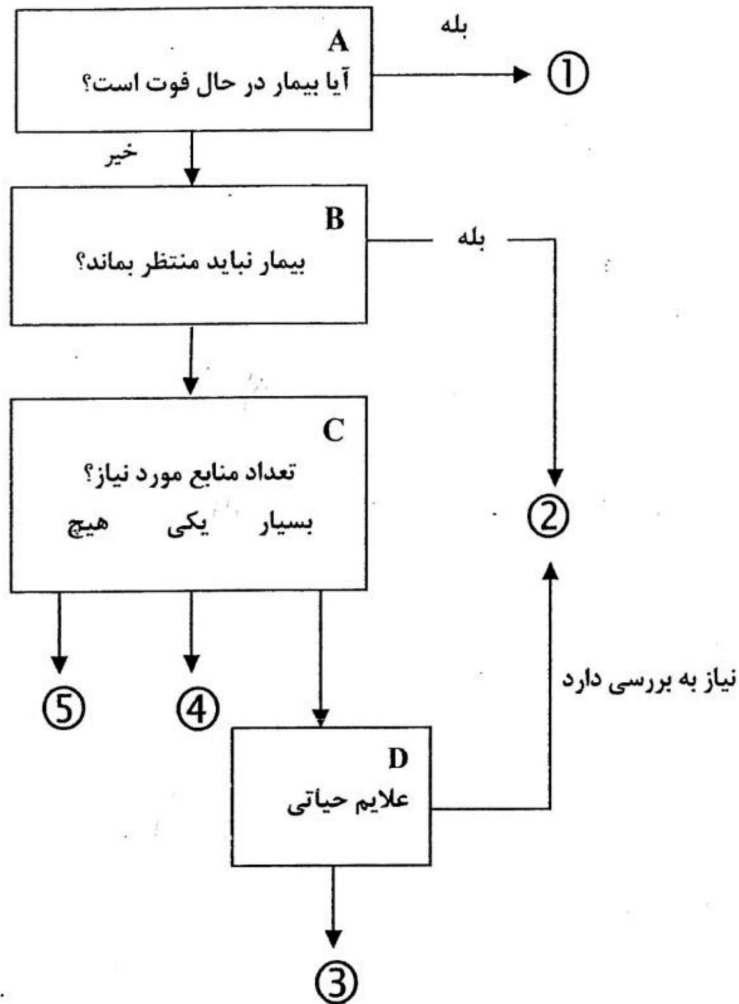 A
آیا بیمار در حال فوت است؟
بله
①
خیر
B
بیمار نباید منتظر بماند؟
بله
C
تعداد منابع مورد نیاز؟
بسیار یکی هیچ
②
نیاز به بررسی دارد
④
⑤
D
علایم حیاتی
③